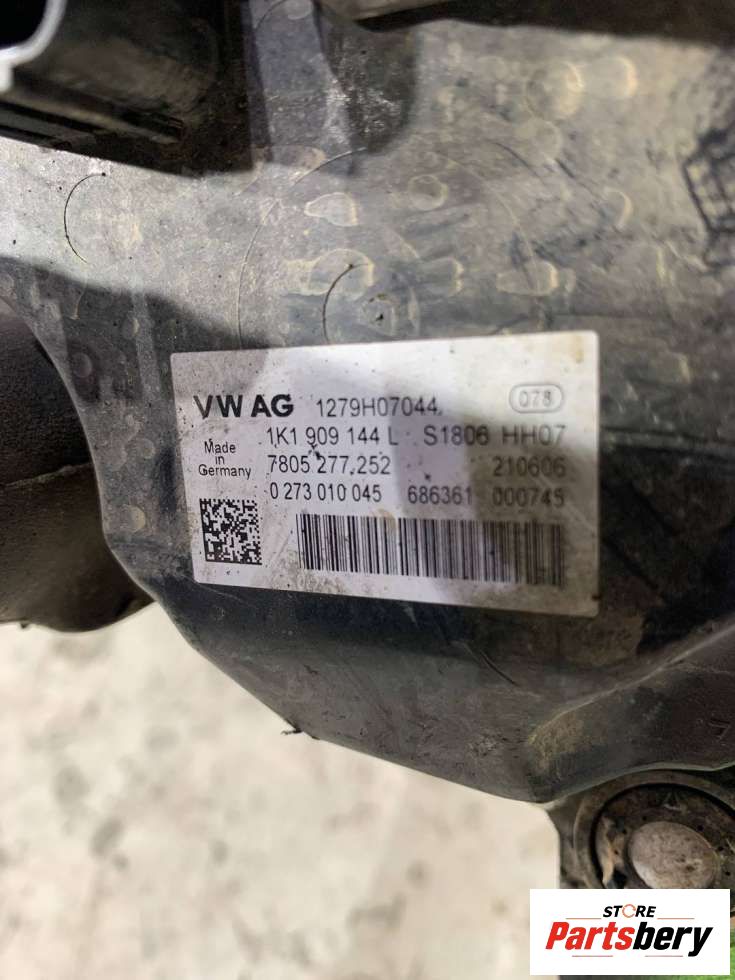 VW AG 1279H07044 078
1K1 909 144 L S1806 HH07
Made in Germany
7805 277.252 210606
0 273 010 045 686361 000745
STORE
Partsbery